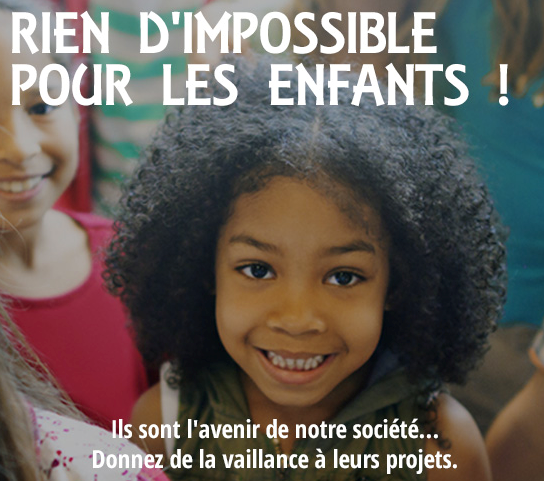 RIEN D'IMPOSSIBLE
POUR LES ENFANTS !
Ils sont l'avenir de notre société...
Donnez de la vaillance à leurs projets.